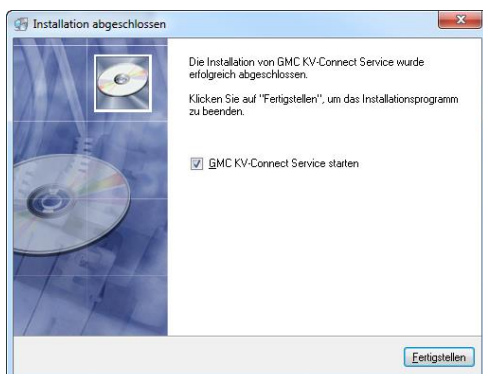 Installation abgeschlossen
Die Installation von GMC KV-Connect Service wurde
erfolgreich abgeschlossen.
Klicken Sie auf "Fertigstellen", um das Installationsprogramm
zu beenden.
GMC KV-Connect Service starten
Fertigstellen